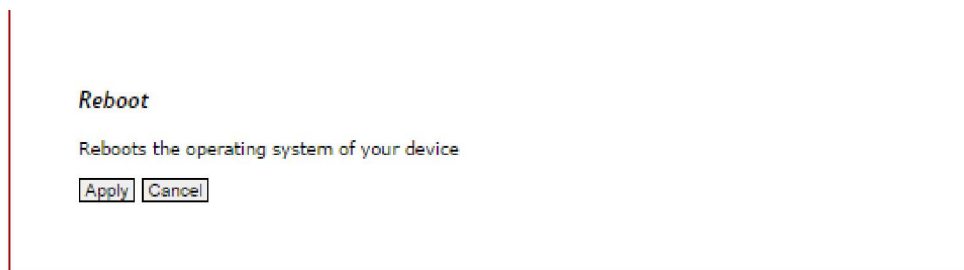 Reboot
Reboots the operating system of your device
Apply Cancel